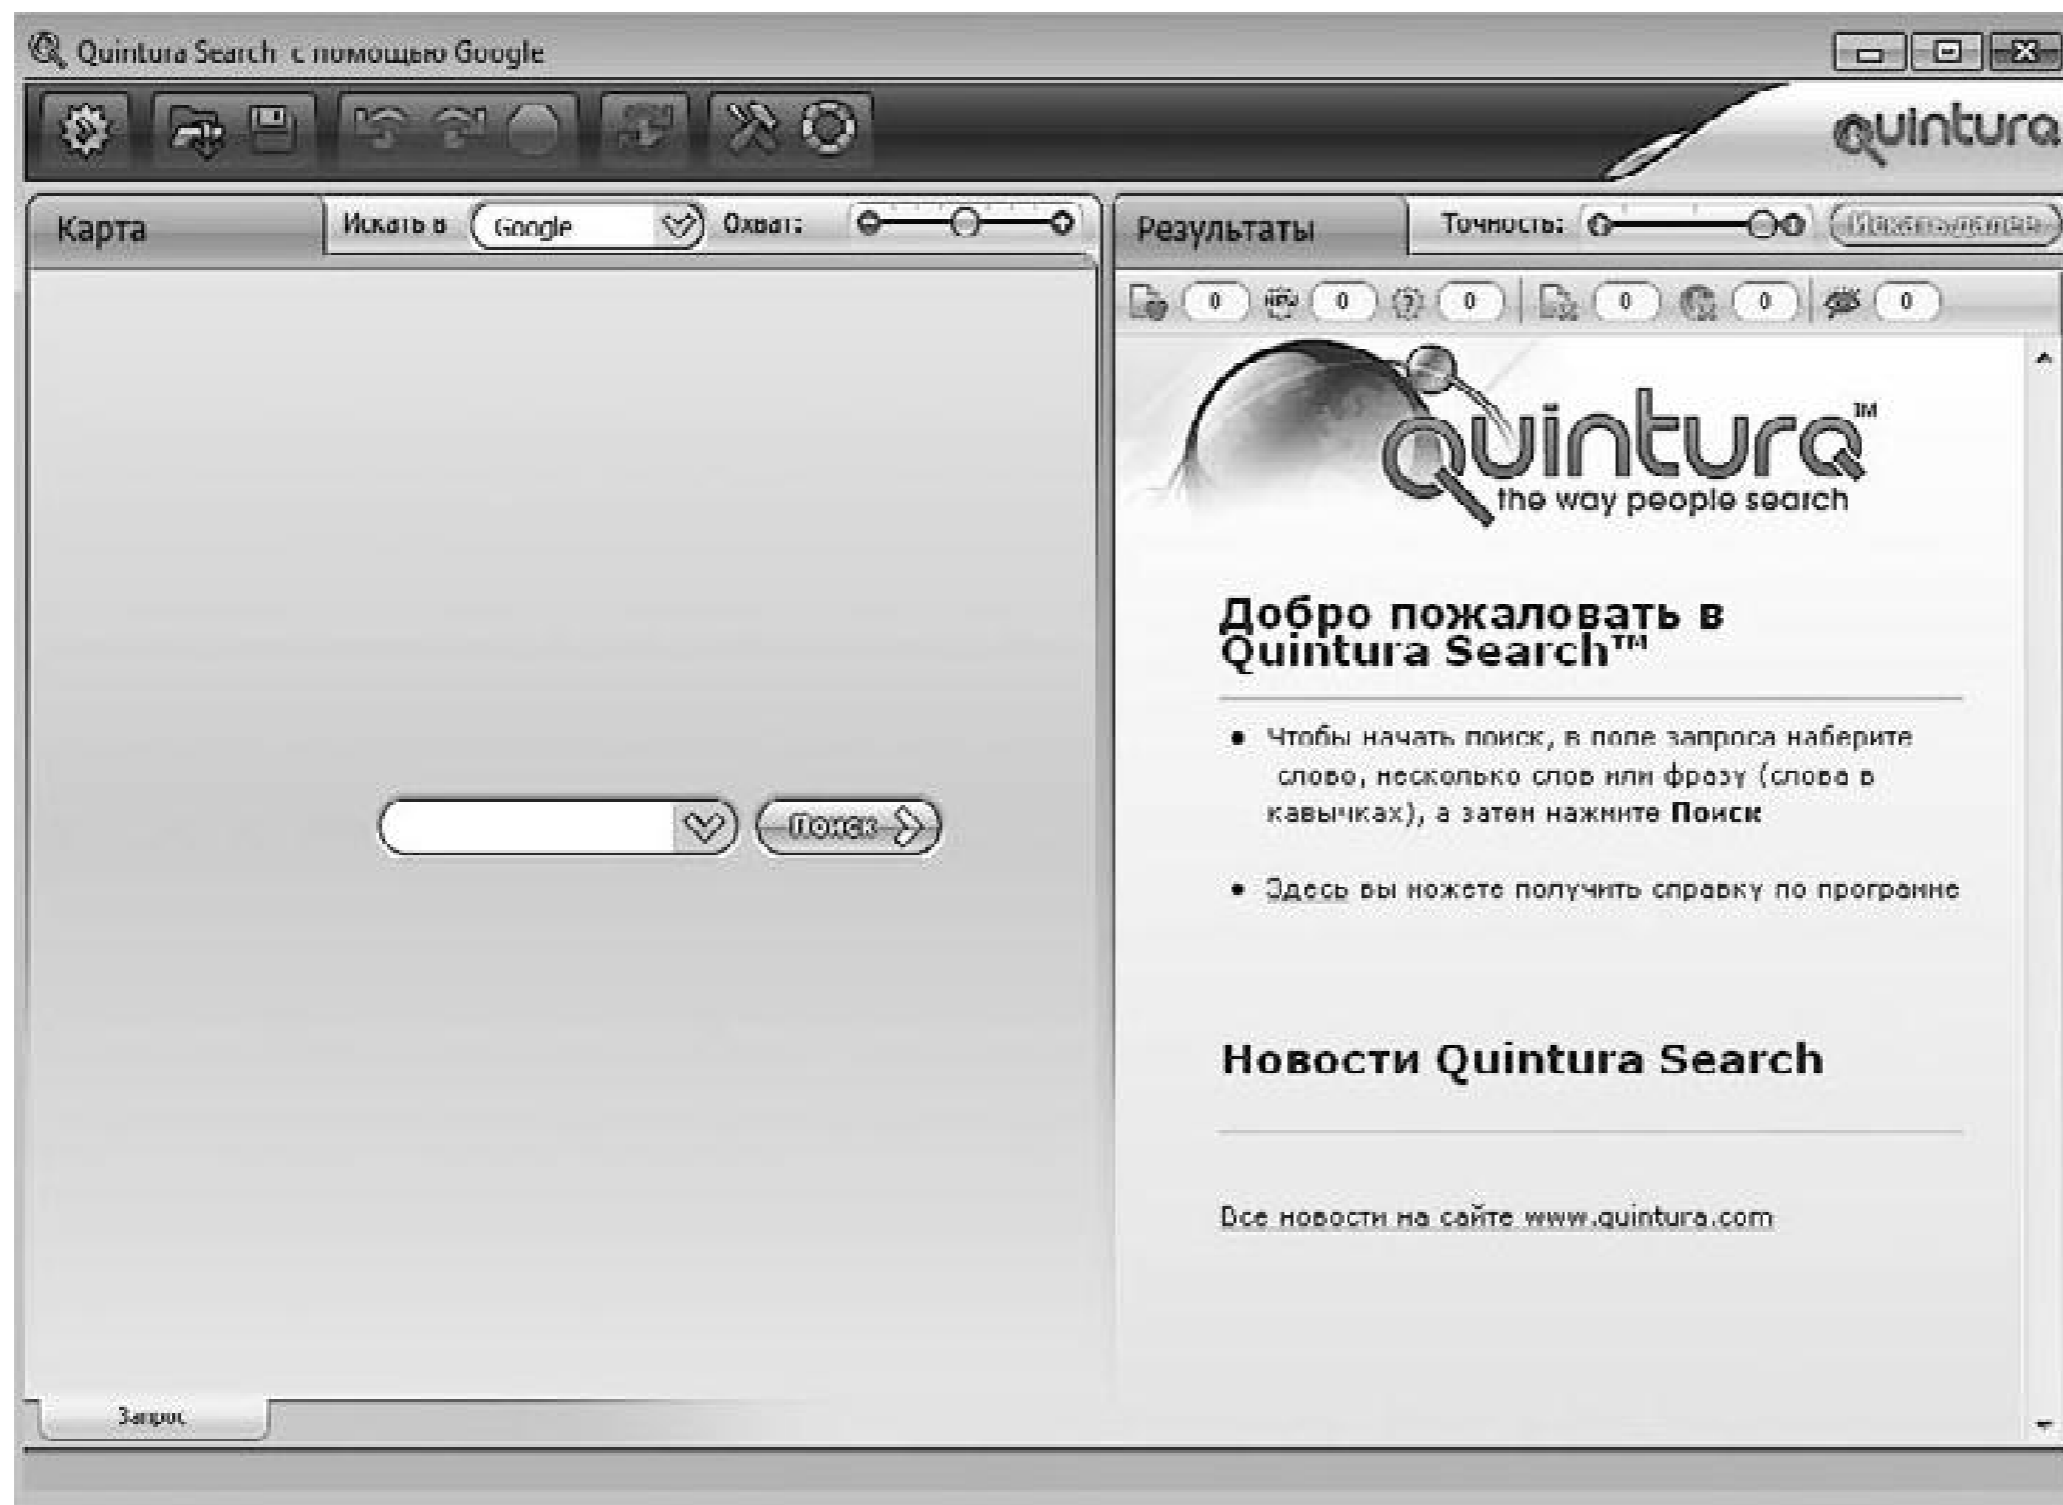 Quintura Search с помощью Google
quintura
Карта
Искать в
Google
Охват:
Результаты
Точность:
0
NEW
0
?
0
0
0
0
quintura™
the way people search
Добро пожаловать в
Quintura Search™
• Чтобы начать поиск, в поле запроса наберите
слово, несколько слов или фразу (слова в
кавычках), а затем нажмите Поиск
Поиск
• Здесь вы можете получить справку по программе
Новости Quintura Search
Все новости на сайте www.quintura.com
Запрос